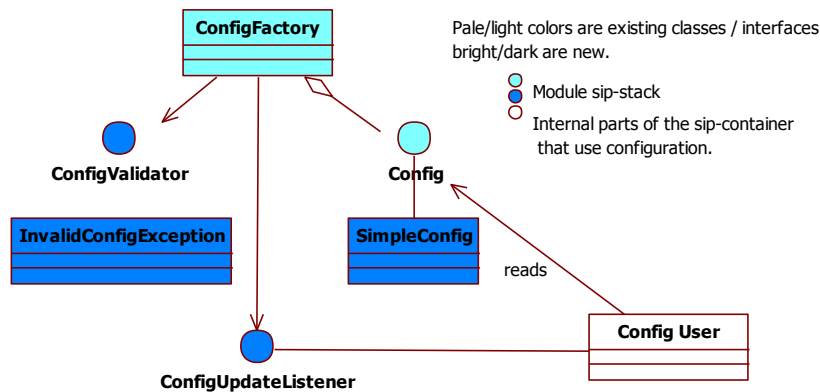 ConfigFactory
Pale/light colors are existing classes / interfaces
bright/dark are new.
Module sip-stack
Internal parts of the sip-container
that use configuration.
ConfigValidator
Config
InvalidConfigException
SimpleConfig
reads
Config User
ConfigUpdateListener